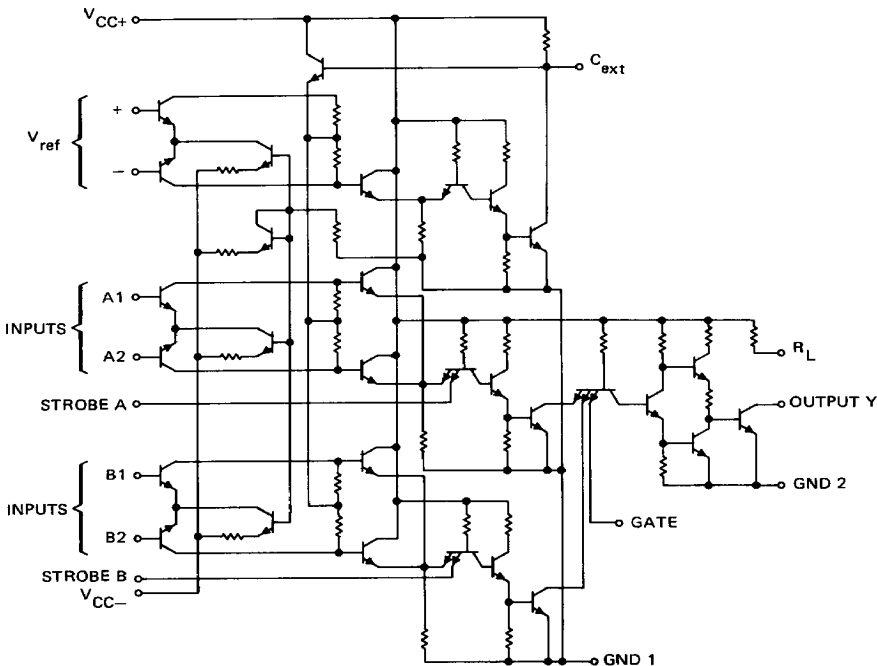 VCC+
Cext
+
Vref
−
A1
INPUTS
A2
RL
STROBE A
OUTPUT Y
B1
GND 2
INPUTS
GATE
B2
STROBE B
VCC−
GND 1